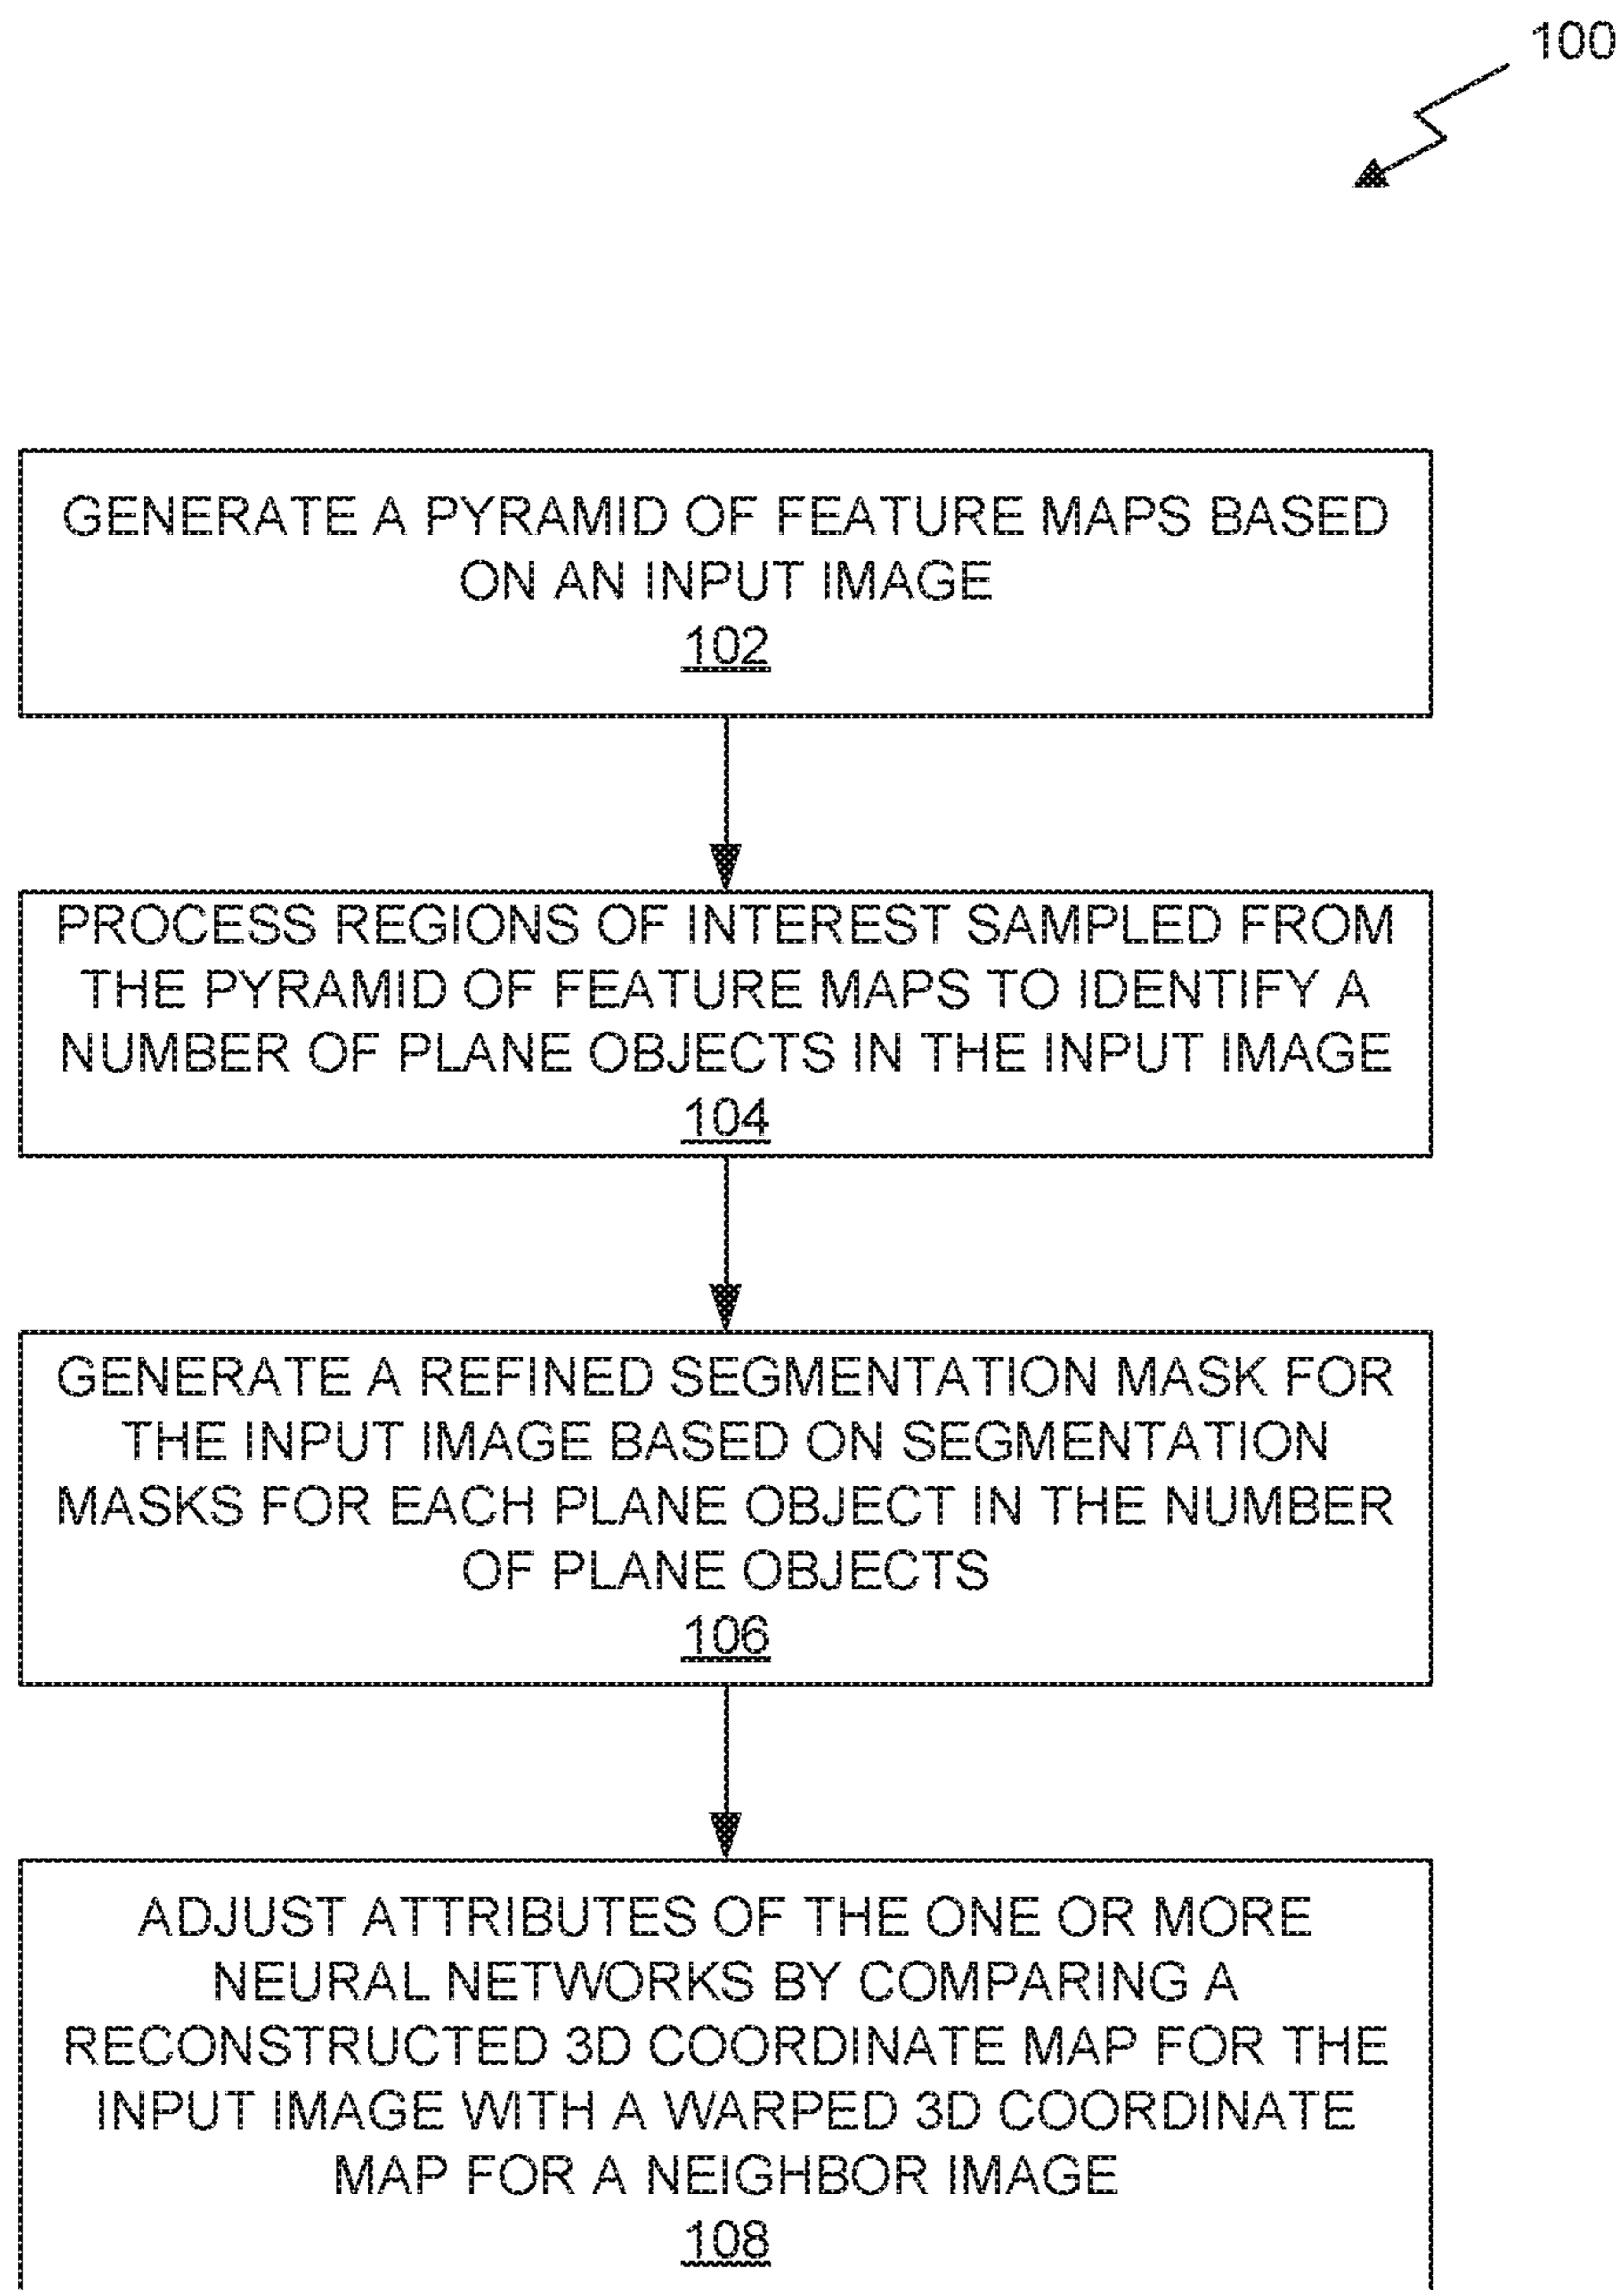 100
GENERATE A PYRAMID OF FEATURE MAPS BASED
ON AN INPUT IMAGE
102
PROCESS REGIONS OF INTEREST SAMPLED FROM
THE PYRAMID OF FEATURE MAPS TO IDENTIFY A
NUMBER OF PLANE OBJECTS IN THE INPUT IMAGE
104
GENERATE A REFINED SEGMENTATION MASK FOR
THE INPUT IMAGE BASED ON SEGMENTATION
MASKS FOR EACH PLANE OBJECT IN THE NUMBER
OF PLANE OBJECTS
106
ADJUST ATTRIBUTES OF THE ONE OR MORE
NEURAL NETWORKS BY COMPARING A
RECONSTRUCTED 3D COORDINATE MAP FOR THE
INPUT IMAGE WITH A WARPED 3D COORDINATE
MAP FOR A NEIGHBOR IMAGE
108